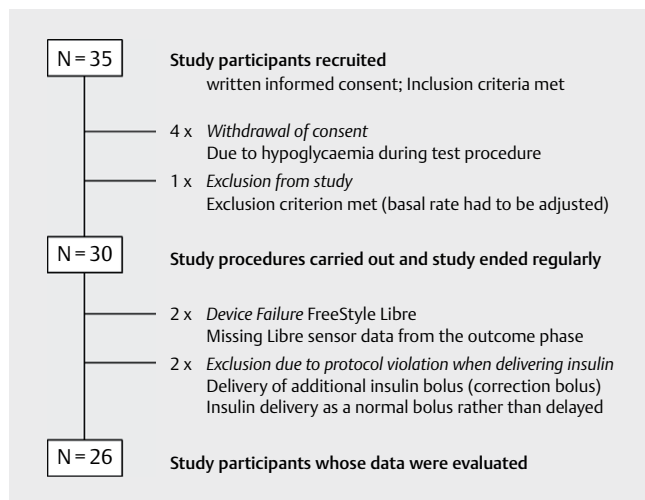 N = 35 Study participants recruited
written informed consent; Inclusion criteria met
4 x Withdrawal of consent
Due to hypoglycaemia during test procedure
1 x Exclusion from study
Exclusion criterion met (basal rate had to be adjusted)
N = 30 Study procedures carried out and study ended regularly
2 x Device Failure FreeStyle Libre
Missing Libre sensor data from the outcome phase
2 x Exclusion due to protocol violation when delivering insulin
Delivery of additional insulin bolus (correction bolus)
Insulin delivery as a normal bolus rather than delayed
N = 26 Study participants whose data were evaluated